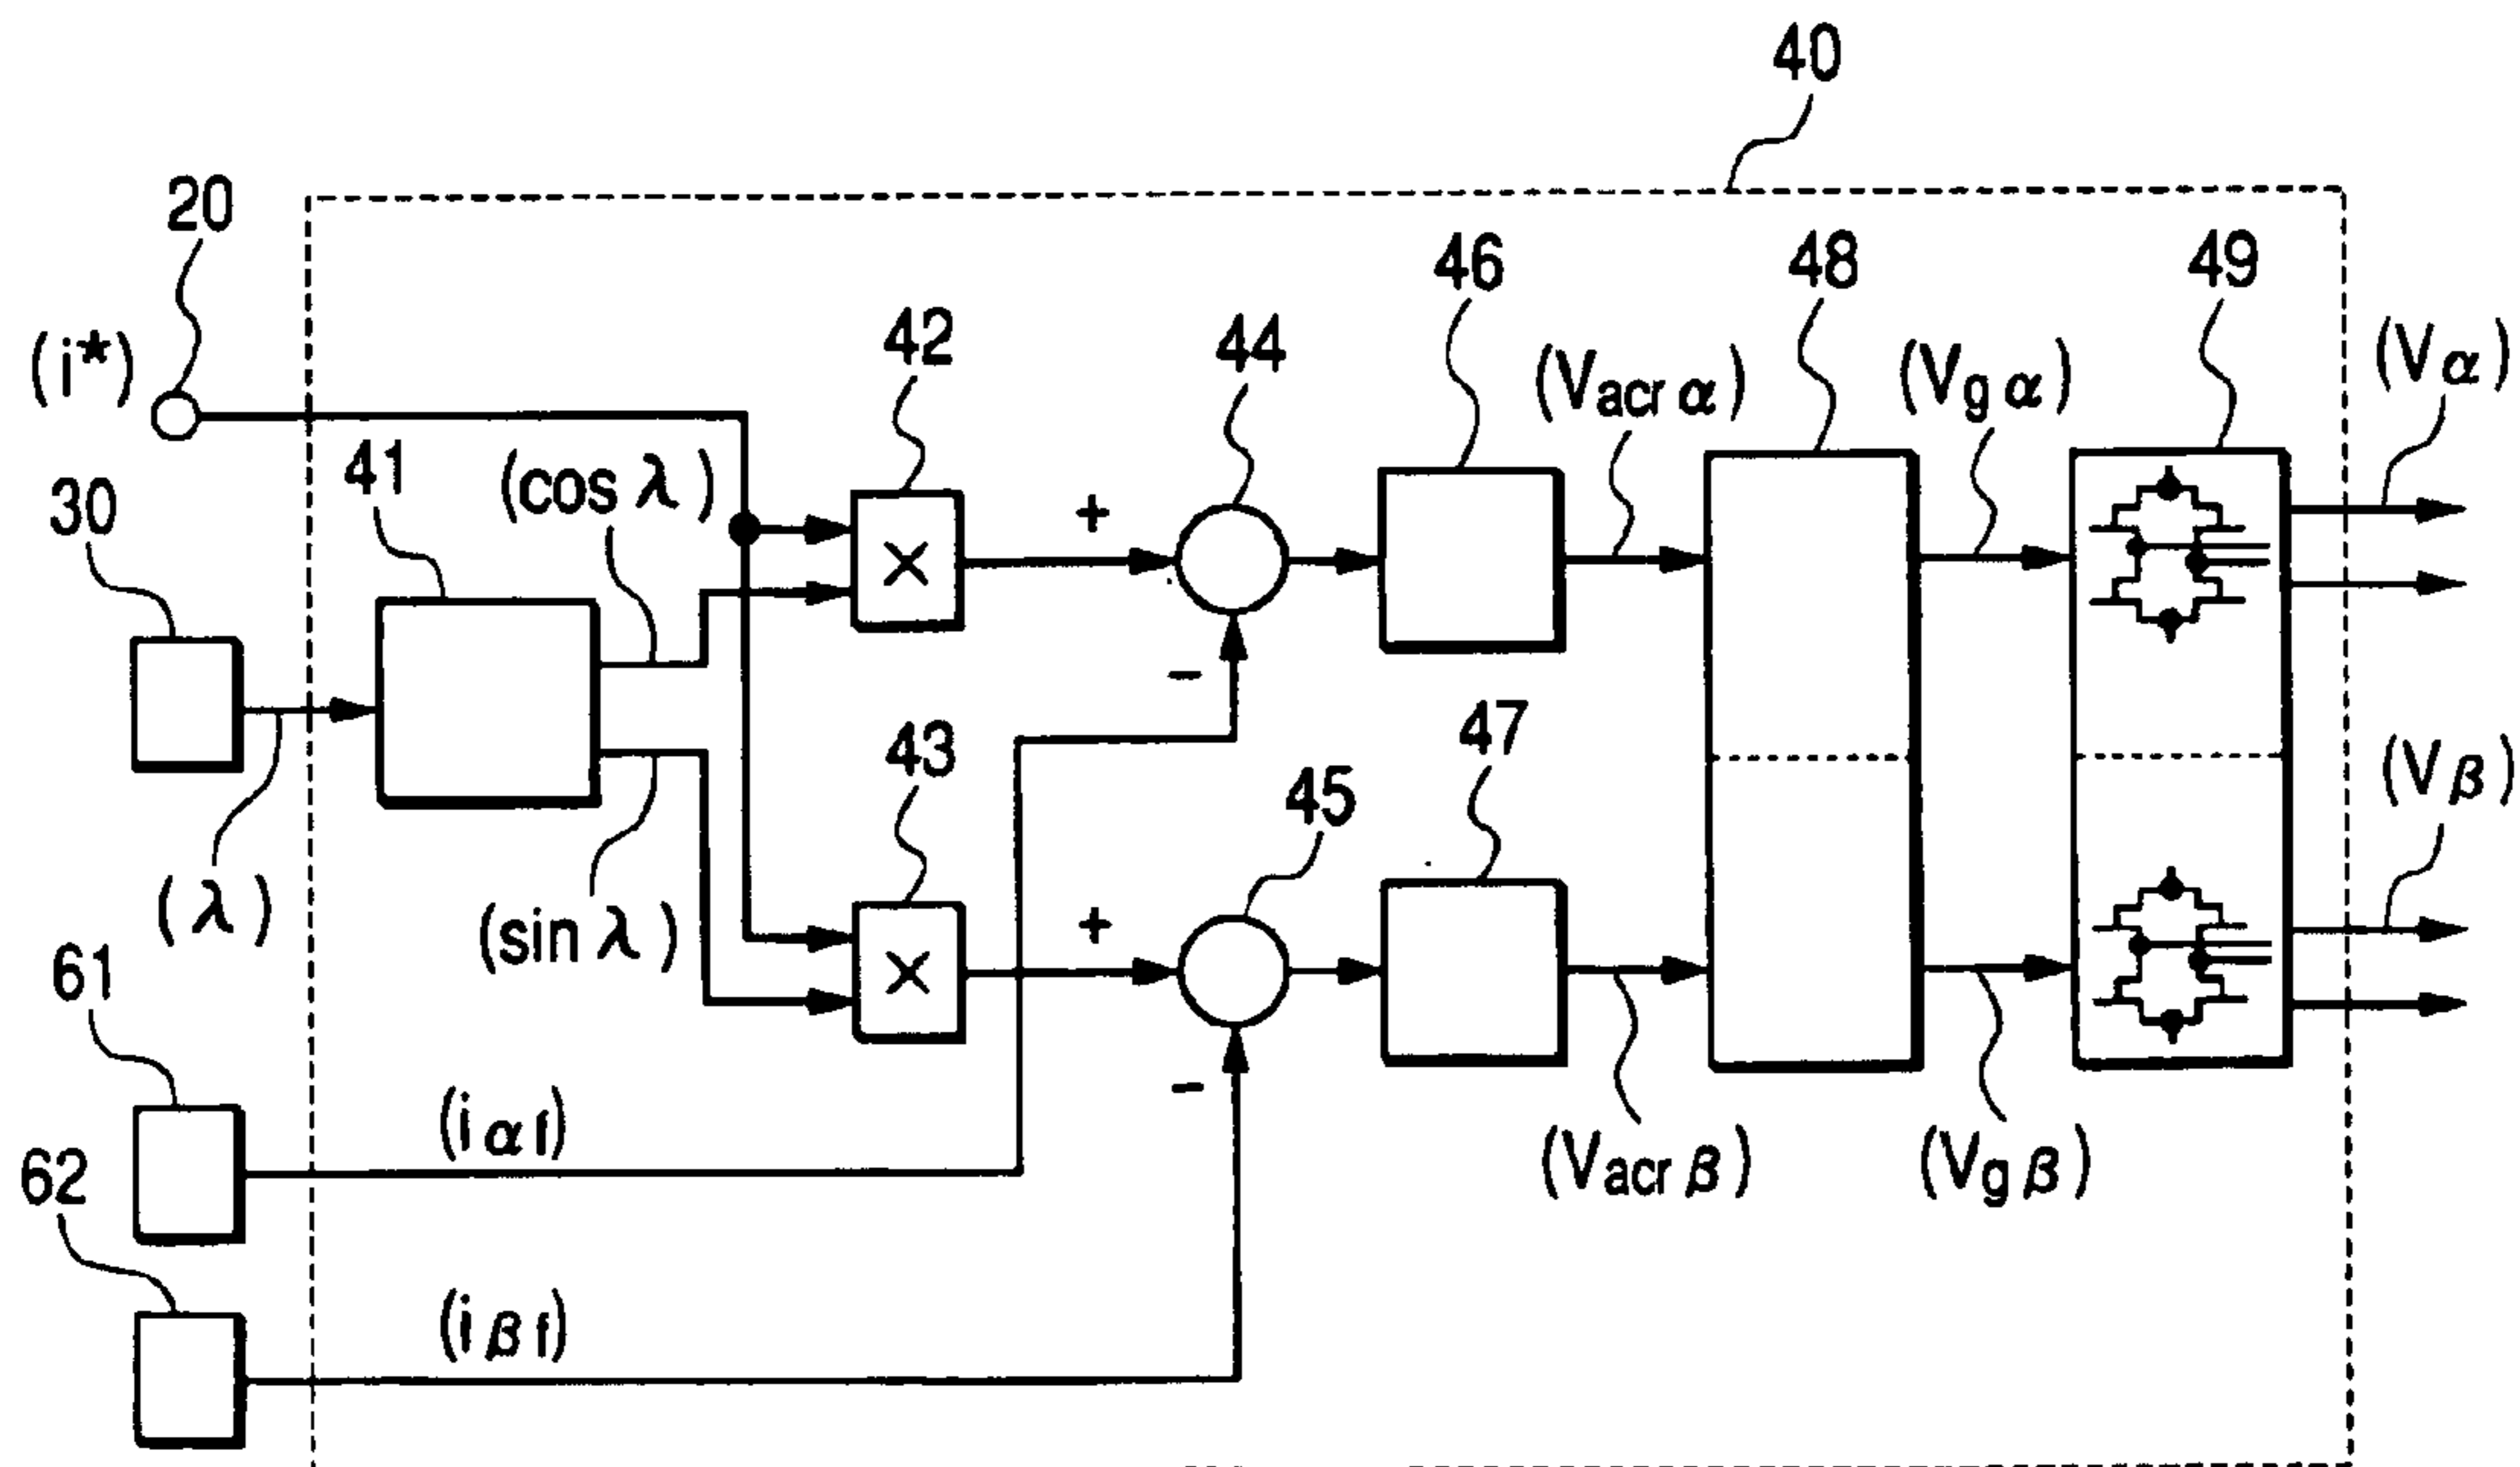 40
20
46
48
49
(i*)
42
44
(Vacr α)
(Vg α)
(Vα)
41
(cos λ)
30
+
×
-
47
43
45
(Vβ)
(λ)
(sin λ)
+
61
×
-
(iαf)
(Vacr β)
(Vg β)
62
(iβf)